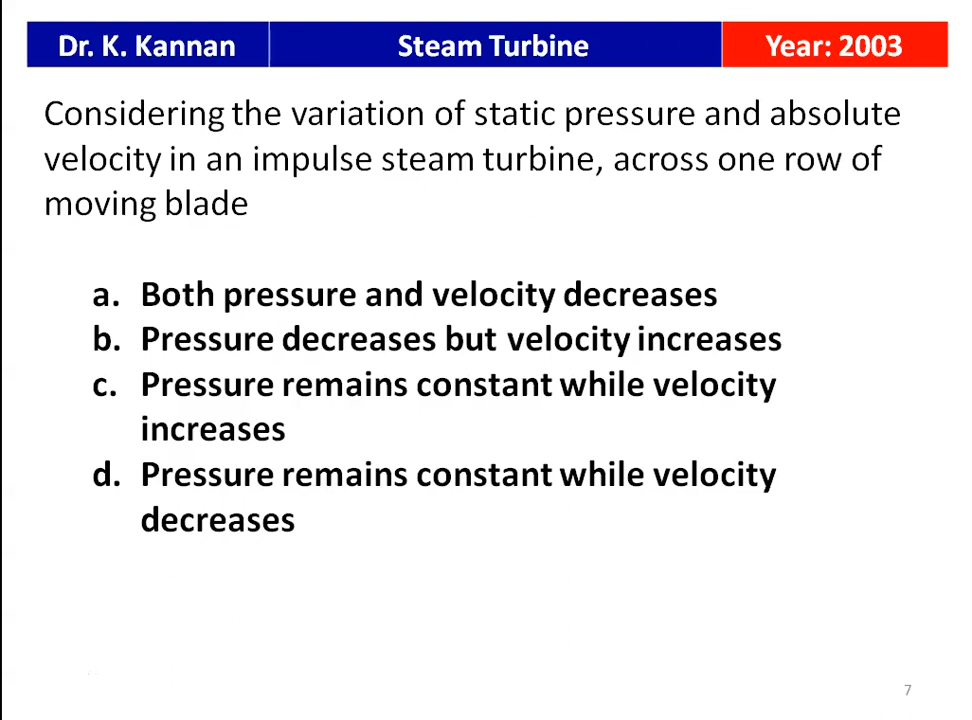 Dr. K. Kannan Steam Turbine Year: 2003
Considering the variation of static pressure and absolute
velocity in an impulse steam turbine, across one row of
moving blade
a. Both pressure and velocity decreases
b. Pressure decreases but velocity increases
c. Pressure remains constant while velocity
increases
d. Pressure remains constant while velocity
decreases
7